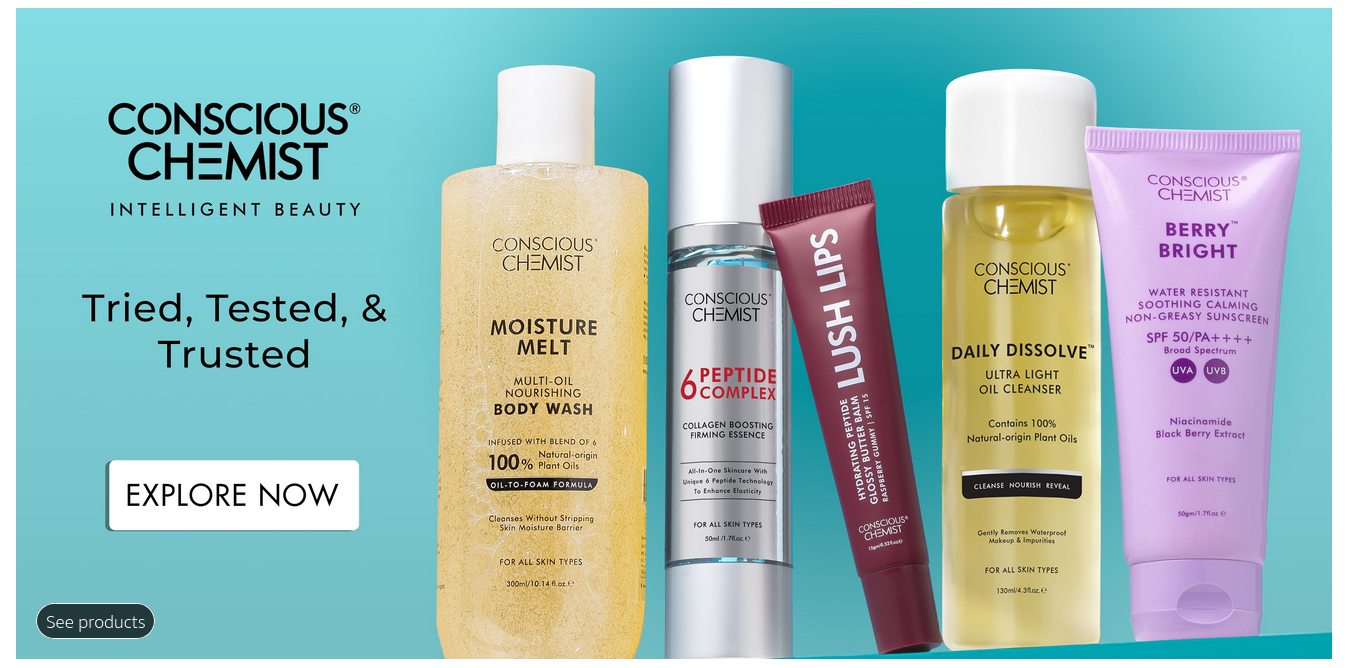 CONSCIOUS®
CHEMIST
INTELLIGENT BEAUTY
Tried, Tested, &
Trusted
EXPLORE NOW
See products
CONSCIOUS®
CHEMIST
MOISTURE
MELT
MULTI-OIL
NOURISHING
BODY WASH
INFUSED WITH BLEND OF 6
100% Natural-origin
Plant Oils
OIL-TO-FOAM FORMULA
Cleanses Without Stripping
Skin Moisture Barrier
FOR ALL SKIN TYPES
300ml/10.14 fl.oz.℮
CONSCIOUS®
CHEMIST
6 PEPTIDE
COMPLEX
COLLAGEN BOOSTING
FIRMING ESSENCE
All-In-One Skincare With
Unique 6 Peptide Technology
To Enhance Elasticity
FOR ALL SKIN TYPES
50ml /1.7fl.oz.℮
LUSH LIPS
HYDRATING PEPTIDE
GLOSSY BUTTER BALM
RASPBERRY GUMMY | SPF 15
CONSCIOUS®
CHEMIST
15gm/0.53fl.oz℮
CONSCIOUS®
CHEMIST
DAILY DISSOLVE™
ULTRA LIGHT
OIL CLEANSER
Contains 100%
Natural-origin Plant Oils
CLEANSE NOURISH REVEAL
Gently Removes Waterproof
Makeup & Impurities
FOR ALL SKIN TYPES
130ml/4.3fl.oz.℮
CONSCIOUS®
CHEMIST
BERRY™
BRIGHT
WATER RESISTANT
SOOTHING CALMING
NON-GREASY SUNSCREEN
SPF 50/PA++++
Broad Spectrum
UVA UVB
Niacinamide
Black Berry Extract
FOR ALL SKIN TYPES
50gm/1.7fl.oz.℮